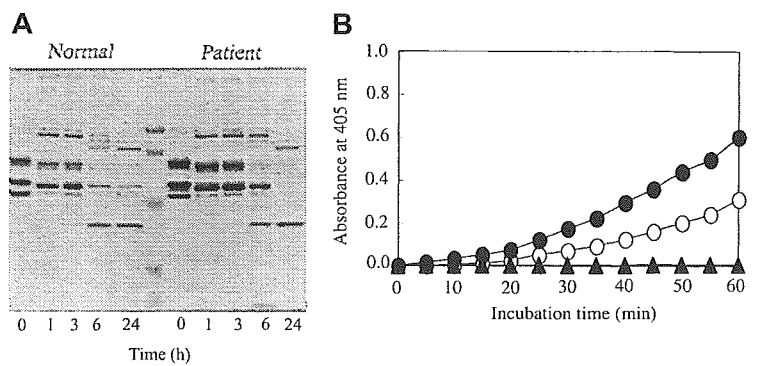 A
Normal Patient
0 1 3 6 24 0 1 3 6 24
Time (h)
B
Absorbance at 405 nm
1.0
0.8
0.6
0.4
0.2
0.0
0 10 20 30 40 50 60
Incubation time (min)